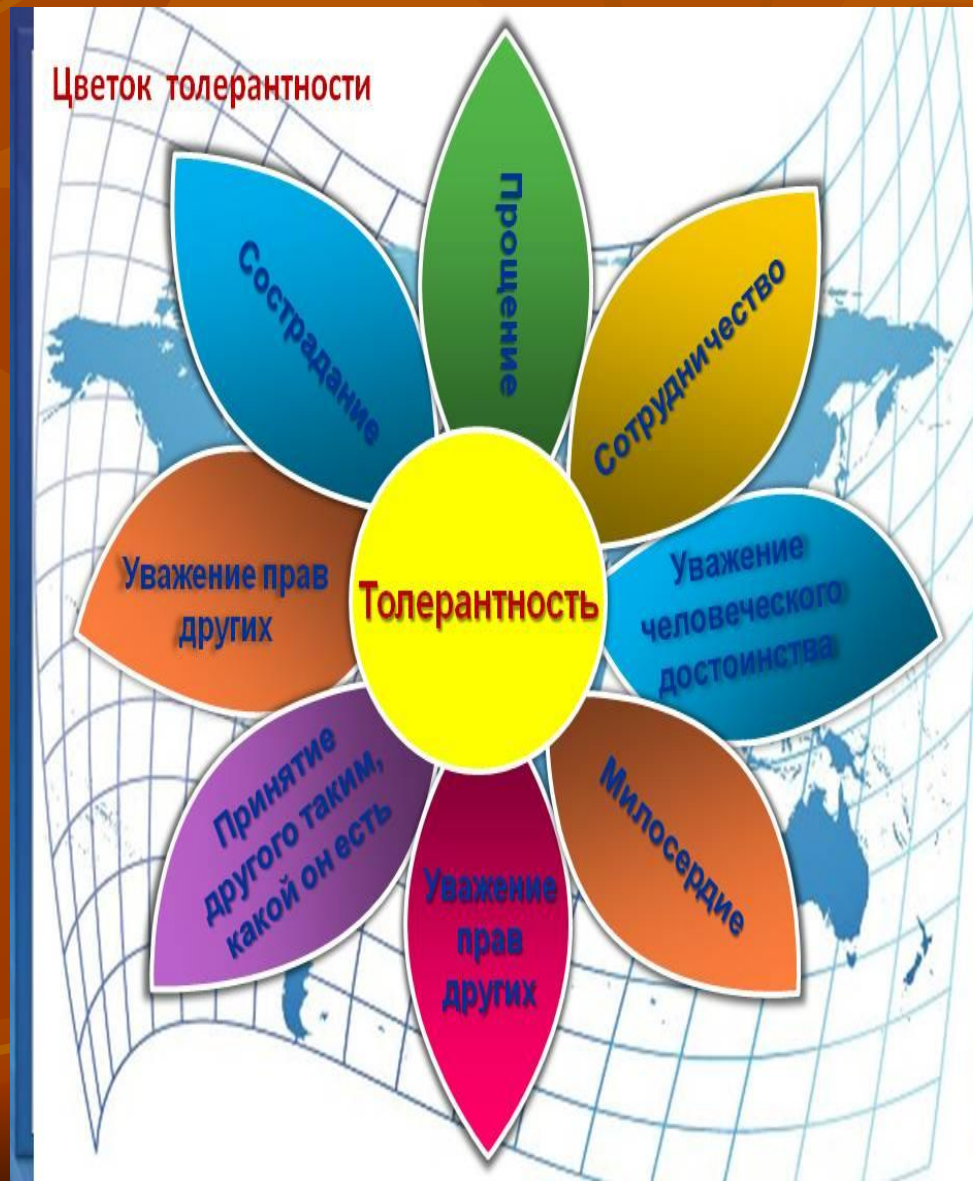 Цветок толерантности
Прощение
Сотрудничество
Уважение
человеческого
достоинства
Милосердие
Уважение
прав
других
Принятие
другого таким,
какой он есть
Уважение прав
других
Сострадание
Толерантность